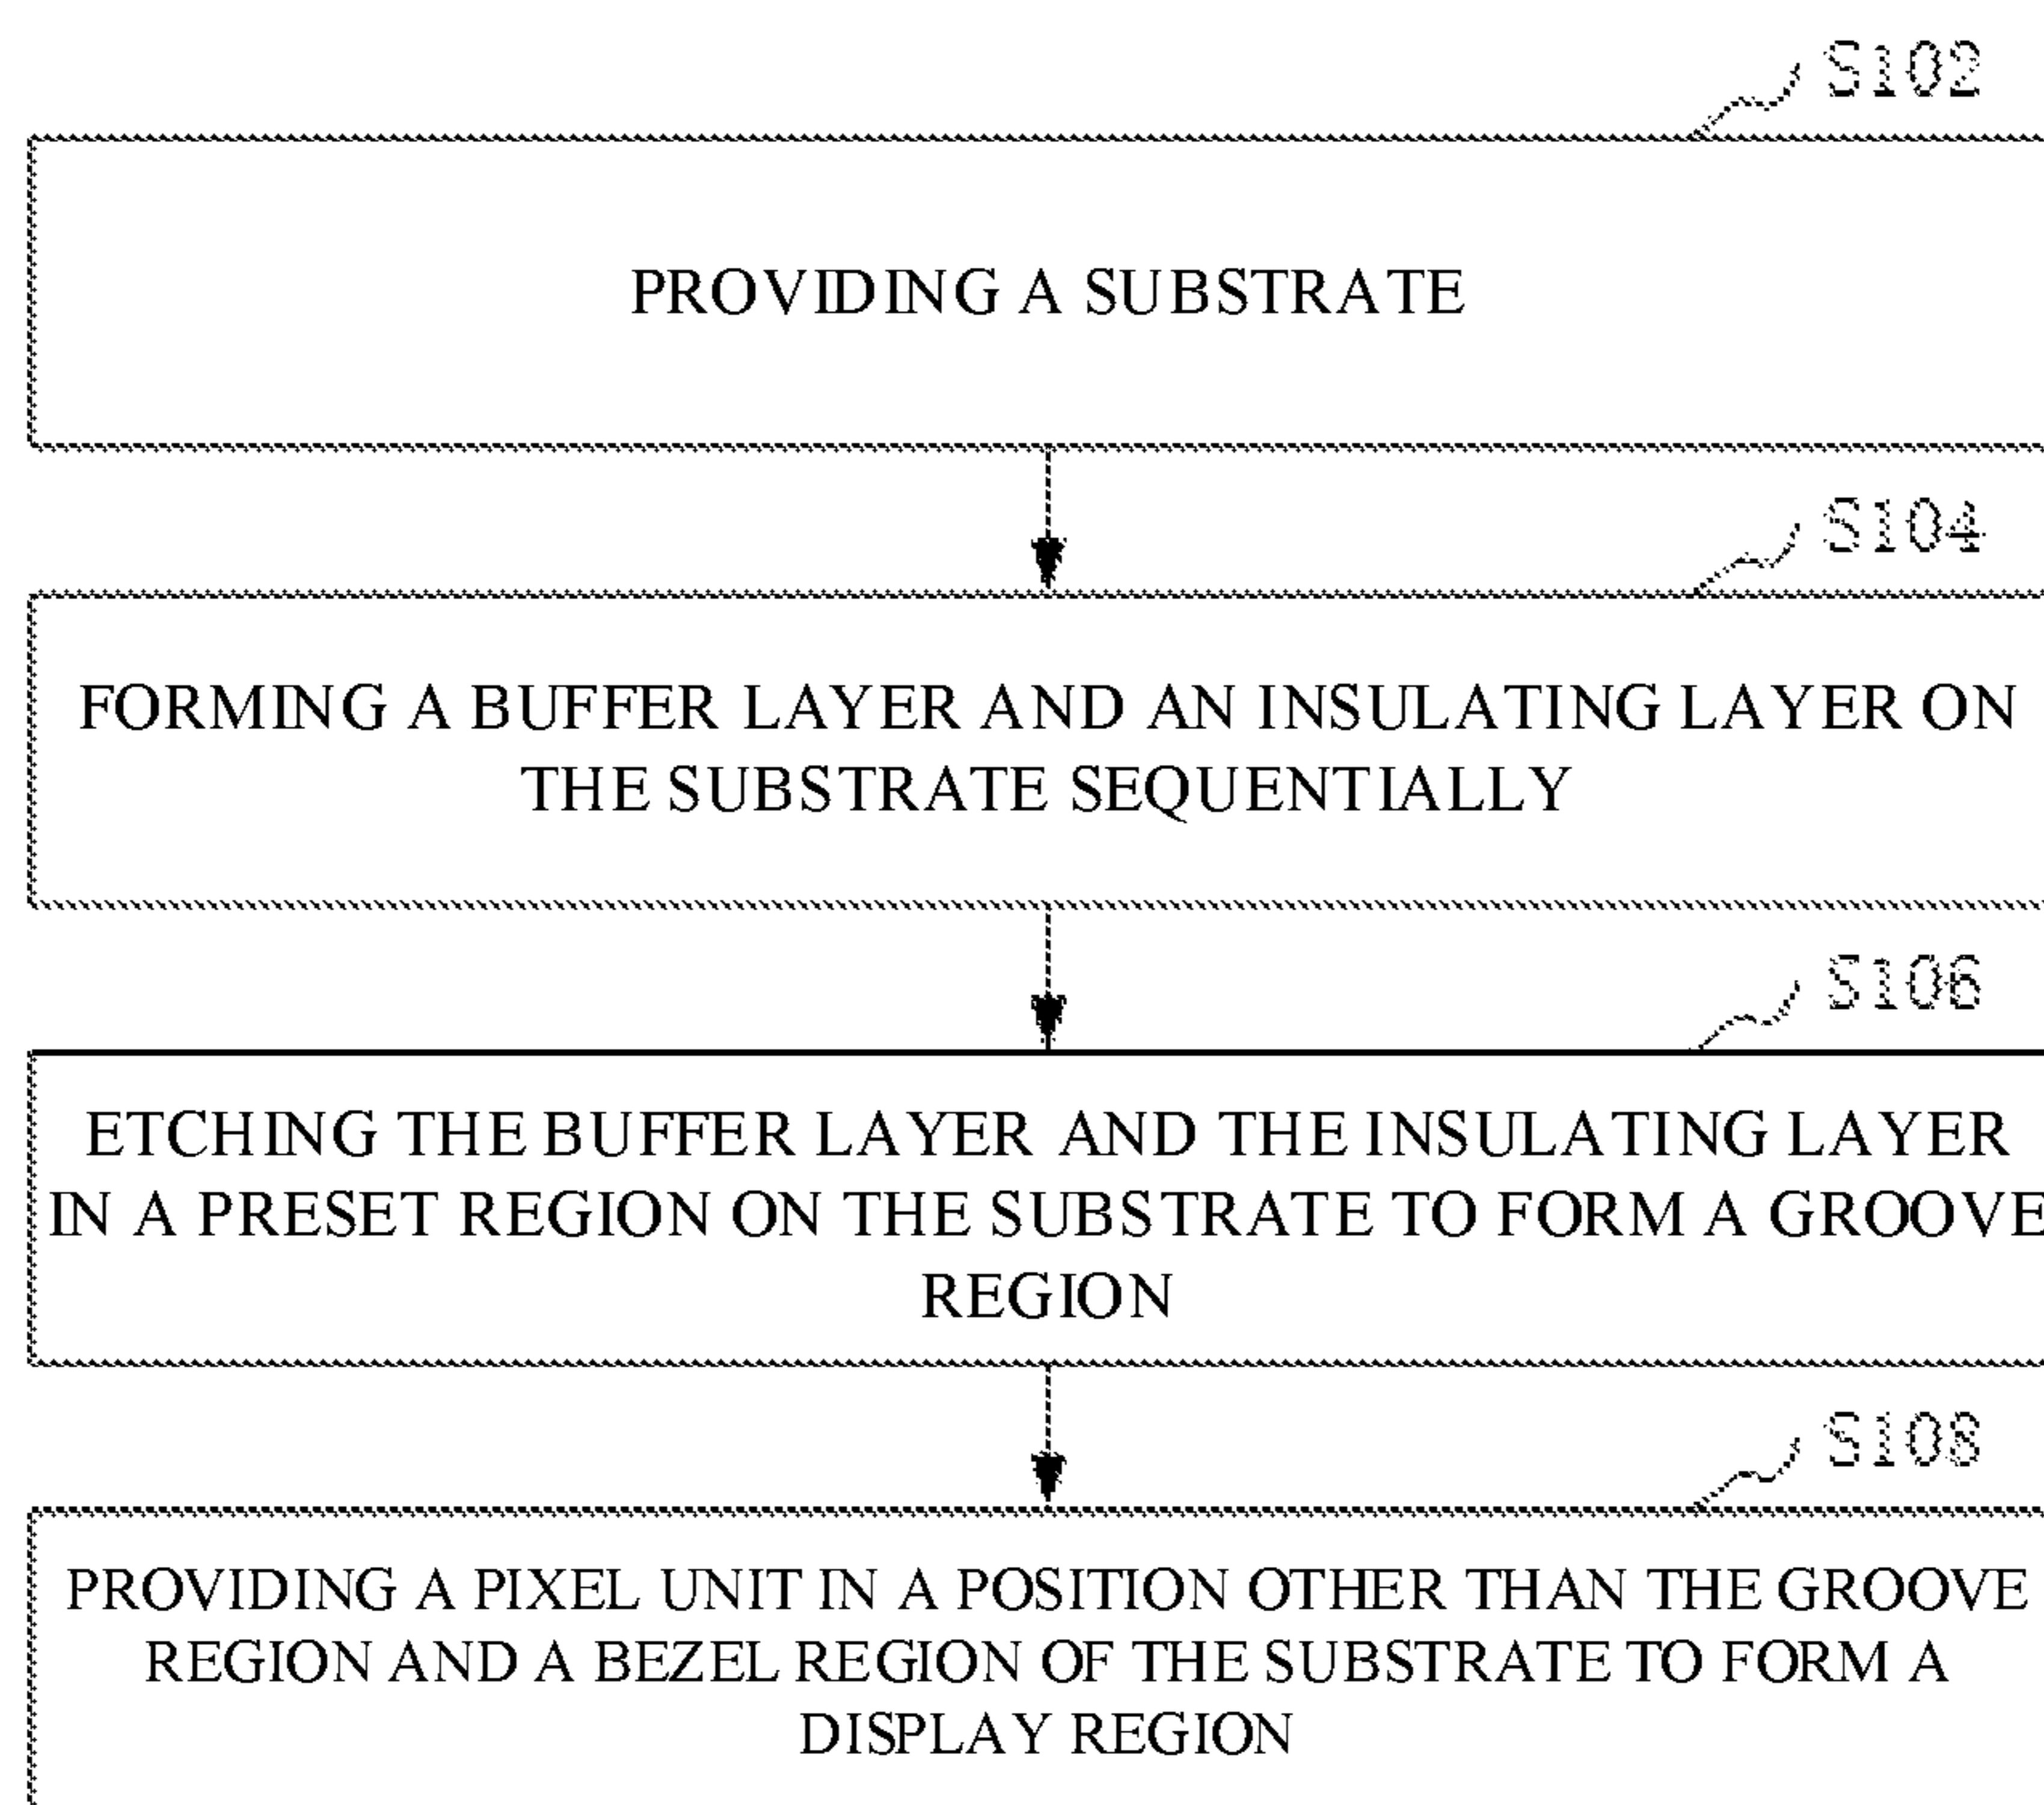 S102
PROVIDING A SUBSTRATE
S104
FORMING A BUFFER LAYER AND AN INSULATING LAYER ON
THE SUBSTRATE SEQUENTIALLY
S106
ETCHING THE BUFFER LAYER AND THE INSULATING LAYER
IN A PRESET REGION ON THE SUBSTRATE TO FORM A GROOVE
REGION
S108
PROVIDING A PIXEL UNIT IN A POSITION OTHER THAN THE GROOVE
REGION AND A BEZEL REGION OF THE SUBSTRATE TO FORM A
DISPLAY REGION